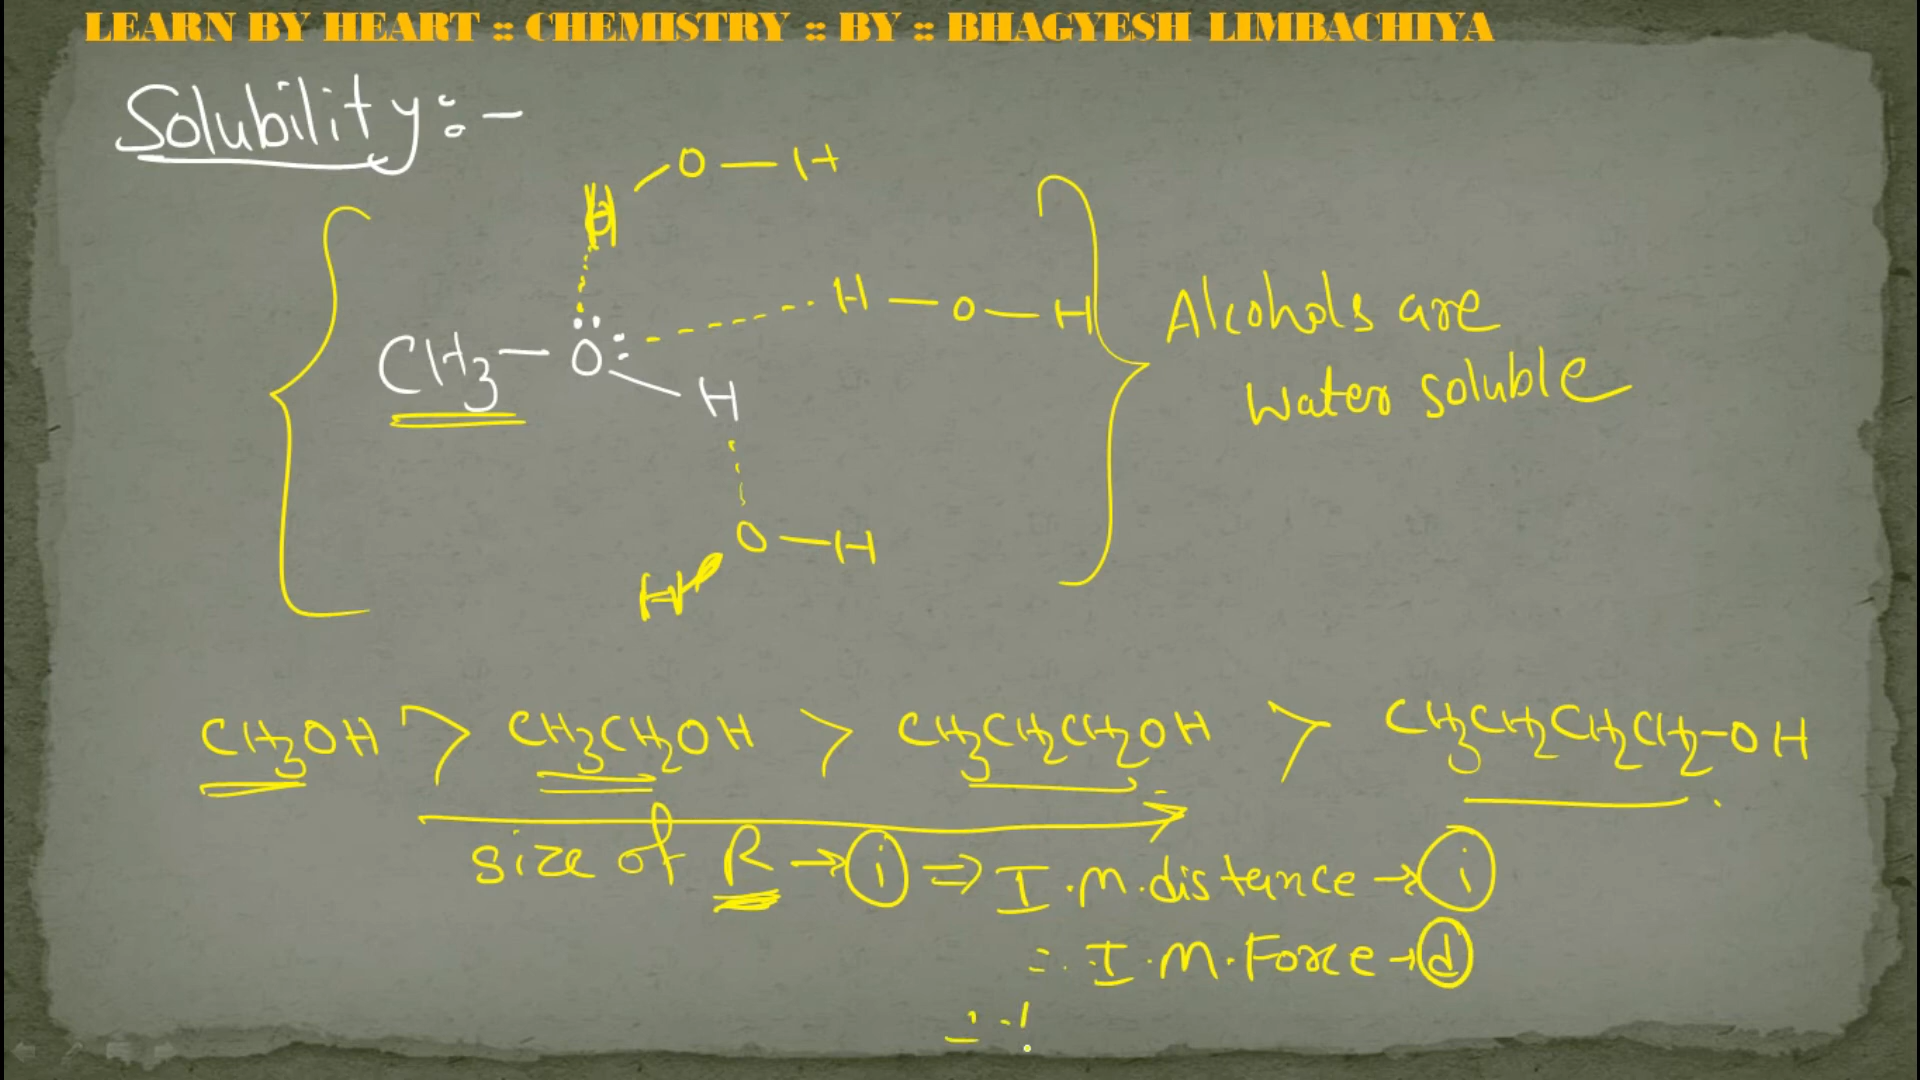 LEARN BY HEART :: CHEMISTRY :: BY :: BHAGYESH LIMBACHIYA
Solubility:-
O - H
H
H - O - H
CH3 - O - H
Alcohols are
water soluble
O - H
H
CH3OH > CH3CH2OH > CH3CH2CH2OH > CH3CH2CH2CH2-OH
size of R → i ⇒ I.M.distance → i
∴ I.M.Force → d